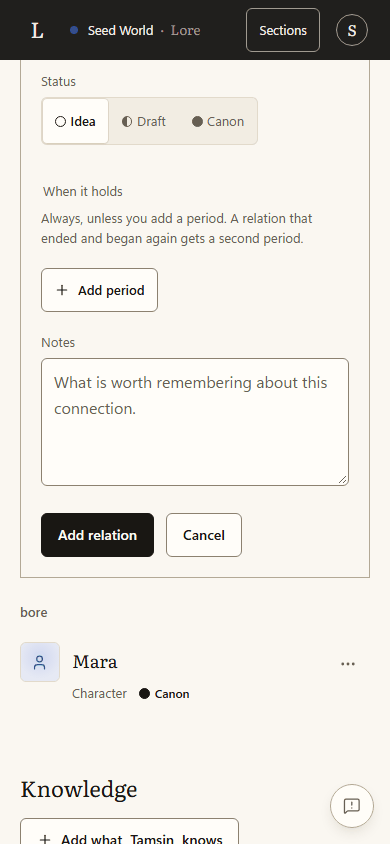 L
Seed World · Lore
Sections
S
Status
Idea
Draft
Canon
When it holds
Always, unless you add a period. A relation that
ended and began again gets a second period.
Add period
Notes
What is worth remembering about this
connection.
Add relation
Cancel
bore
Mara
Character
Canon
Knowledge
Add what Tamsin knows